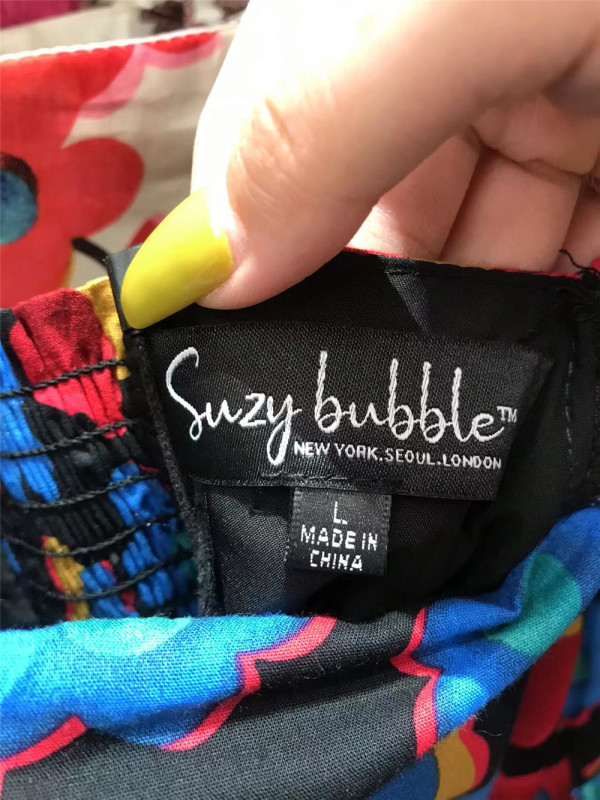 Suzy bubble™
NEW YORK.SEOUL.LONDON
L
MADE IN
CHINA